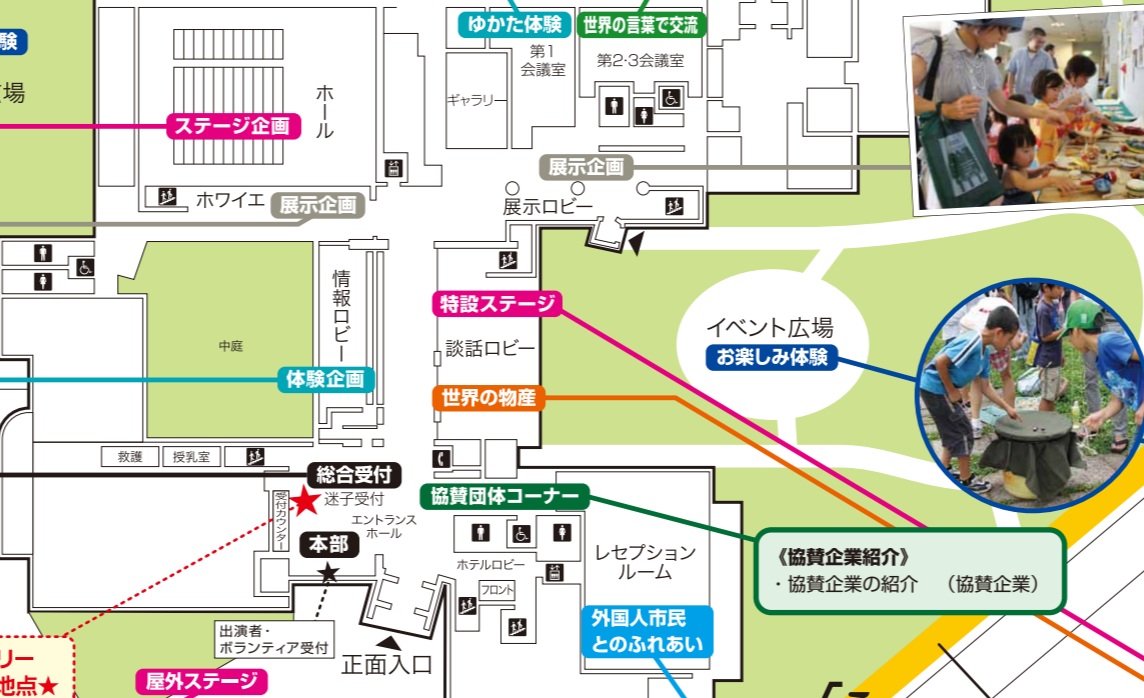 ゆかた体験
世界の言葉で交流
験
第1
会議室
第2・3会議室
場
ギャラリー
ホール
ステージ企画
展示企画
ホワイエ
展示企画
展示ロビー
情報ロビー
特設ステージ
イベント広場
お楽しみ体験
中庭
談話ロビー
体験企画
世界の物産
救護
授乳室
総合受付
迷子受付
受付カウンター
エントランス
ホール
協賛団体コーナー
本部
ホテルロビー
フロント
レセプション
ルーム
《協賛企業紹介》
・協賛企業の紹介　（協賛企業）
外国人市民
とのふれあい
出演者・
ボランティア受付
正面入口
リー
地点★
屋外ステージ